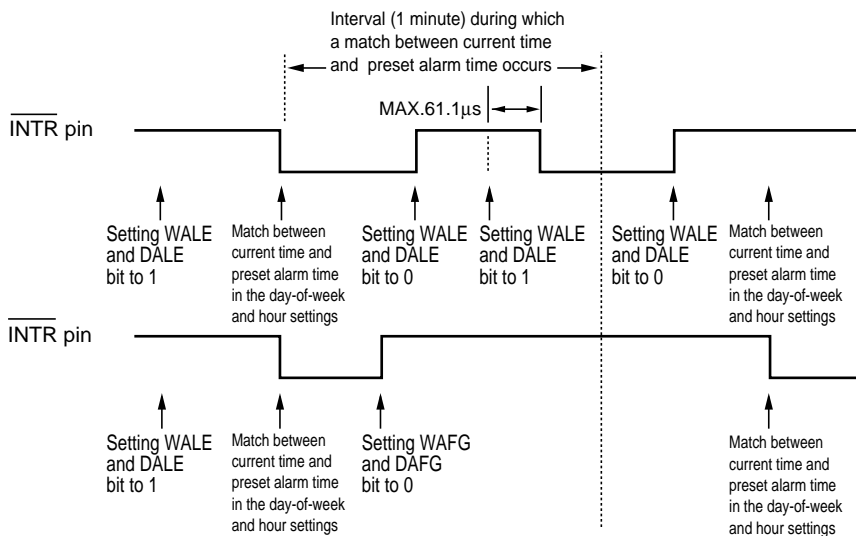 Interval (1 minute) during which
a match between current time
and preset alarm time occurs
MAX.61.1μs
INTR pin
Setting WALE
and DALE
bit to 1
Match between
current time and
preset alarm time
in the day-of-week
and hour settings
Setting WALE
and DALE
bit to 0
Setting WALE
and DALE
bit to 1
Setting WALE
and DALE
bit to 0
Match between
current time and
preset alarm time
in the day-of-week
and hour settings
INTR pin
Setting WALE
and DALE
bit to 1
Match between
current time and
preset alarm time
in the day-of-week
and hour settings
Setting WAFG
and DAFG
bit to 0
Match between
current time and
preset alarm time
in the day-of-week
and hour settings